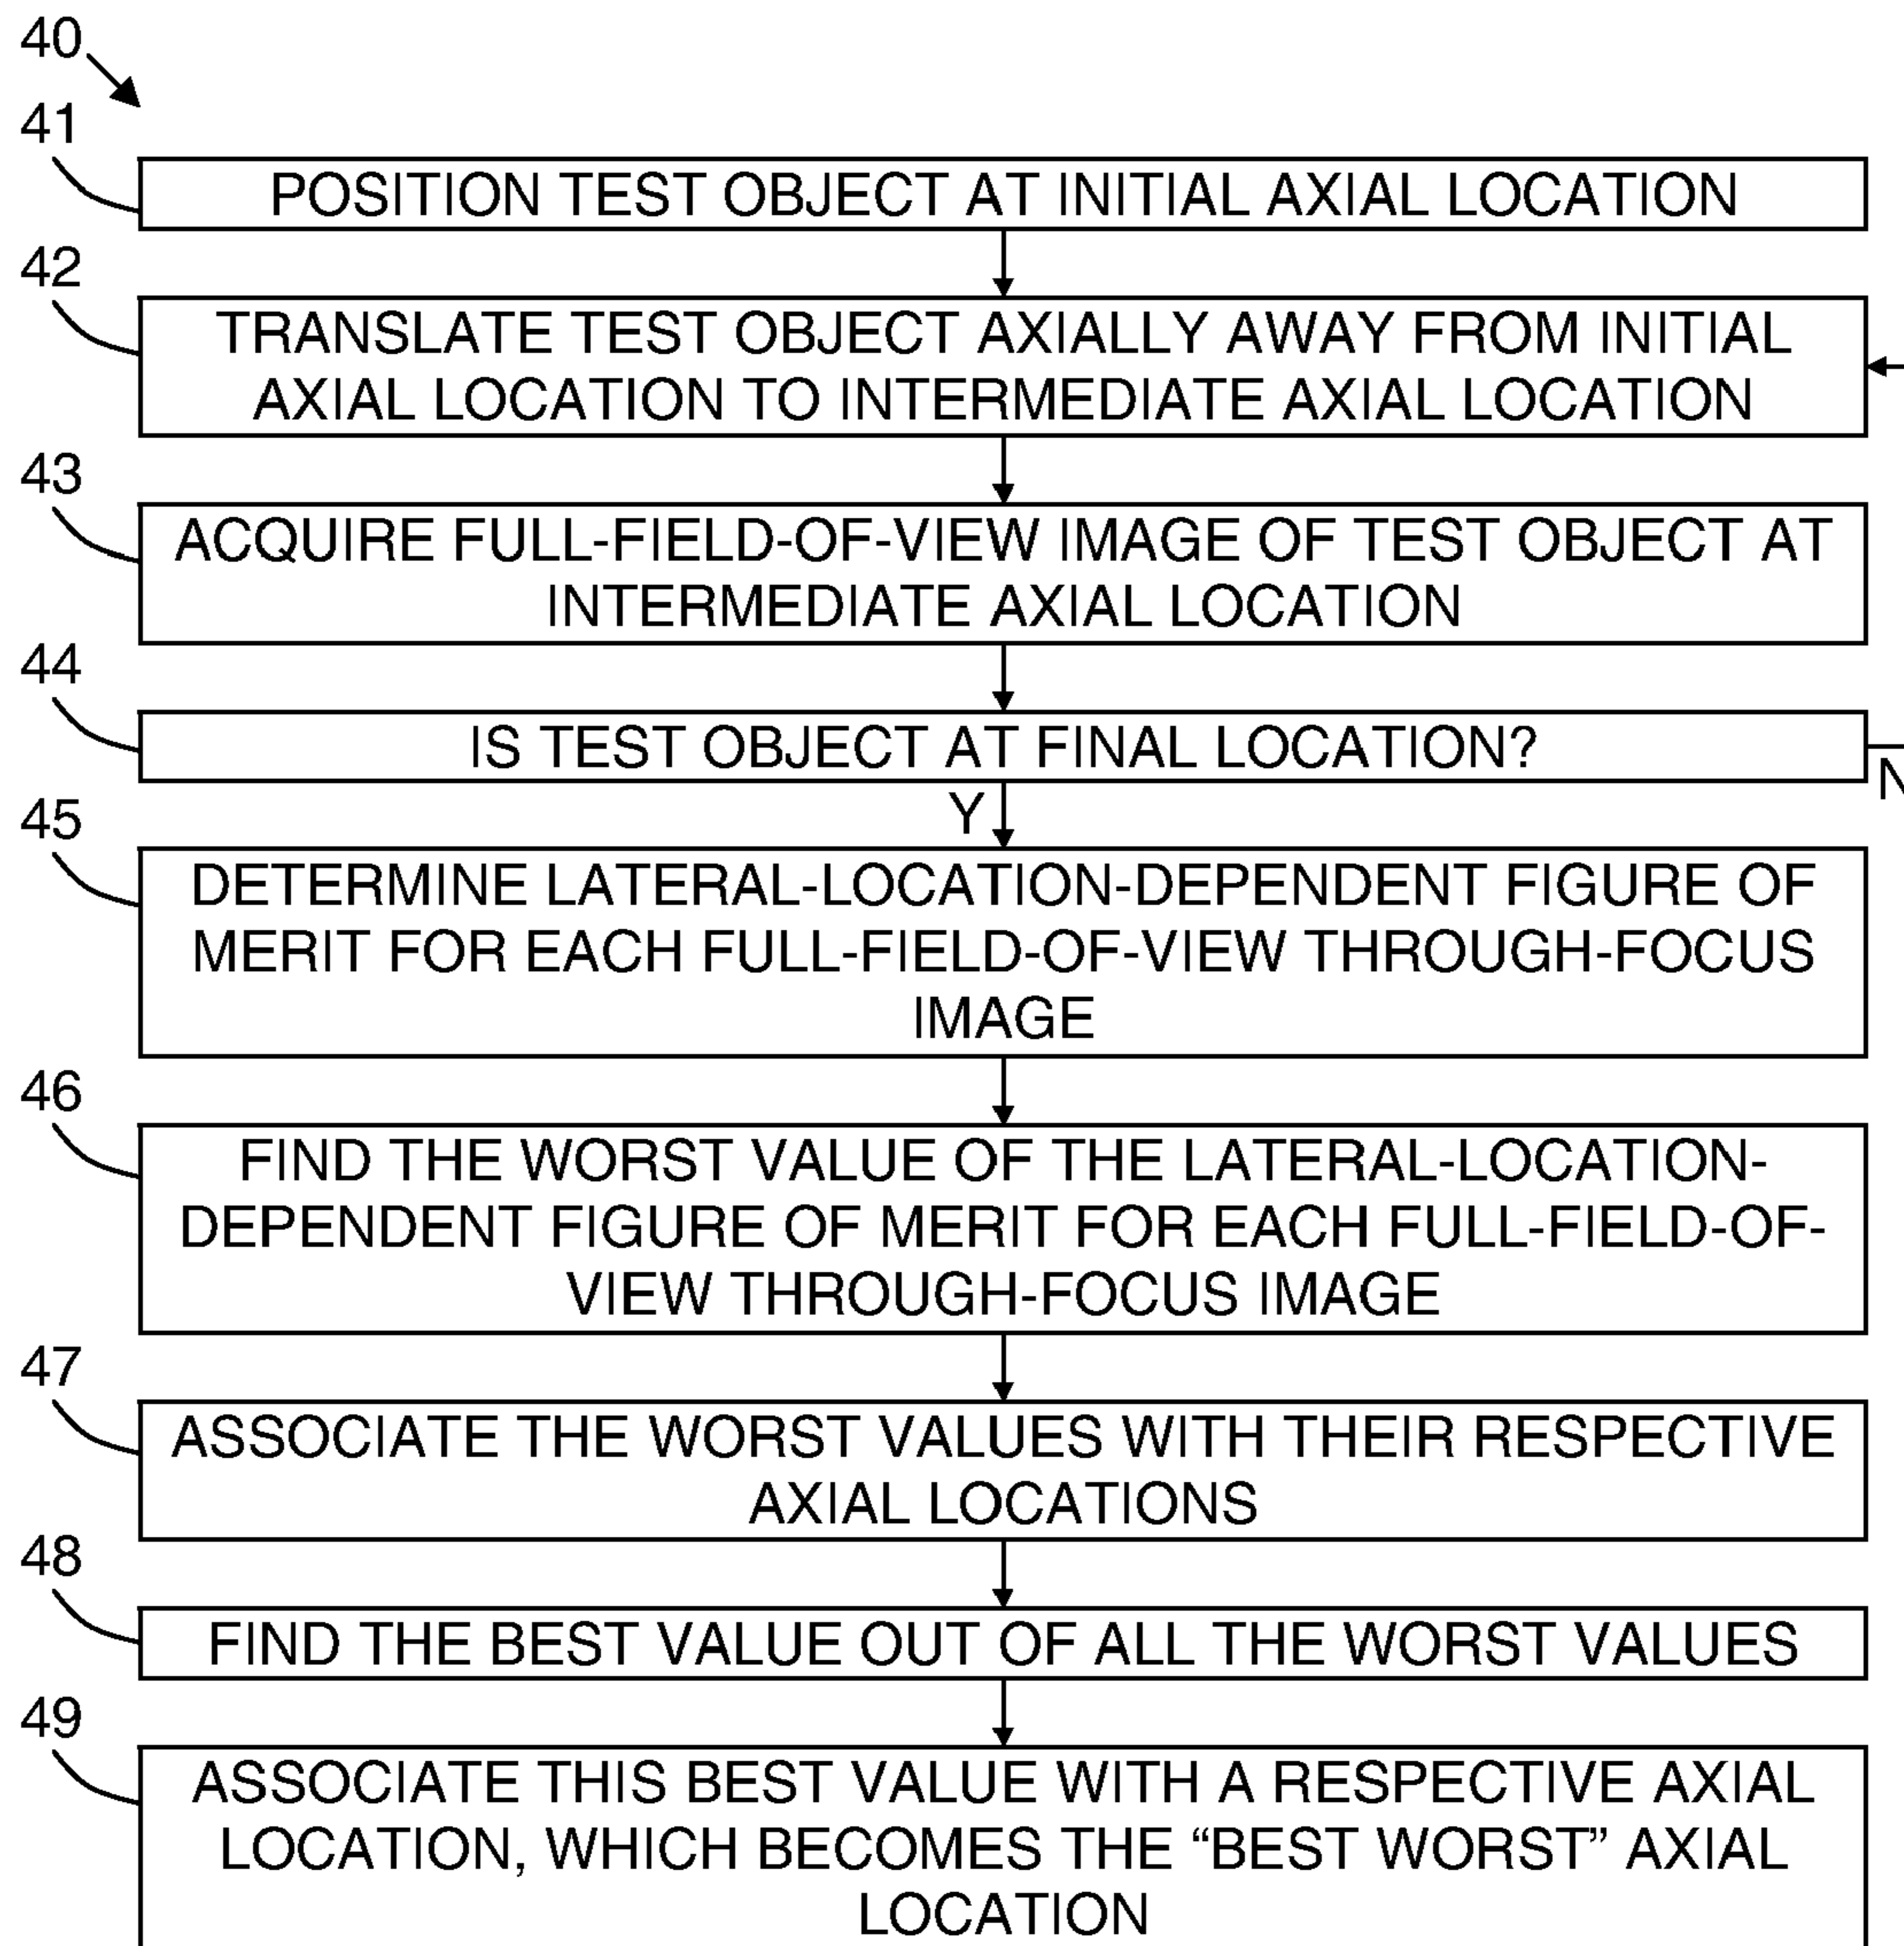 40
41
POSITION TEST OBJECT AT INITIAL AXIAL LOCATION
42
TRANSLATE TEST OBJECT AXIALLY AWAY FROM INITIAL
AXIAL LOCATION TO INTERMEDIATE AXIAL LOCATION
43
ACQUIRE FULL-FIELD-OF-VIEW IMAGE OF TEST OBJECT AT
INTERMEDIATE AXIAL LOCATION
44
IS TEST OBJECT AT FINAL LOCATION?
N
Y
45
DETERMINE LATERAL-LOCATION-DEPENDENT FIGURE OF
MERIT FOR EACH FULL-FIELD-OF-VIEW THROUGH-FOCUS
IMAGE
46
FIND THE WORST VALUE OF THE LATERAL-LOCATION-
DEPENDENT FIGURE OF MERIT FOR EACH FULL-FIELD-OF-
VIEW THROUGH-FOCUS IMAGE
47
ASSOCIATE THE WORST VALUES WITH THEIR RESPECTIVE
AXIAL LOCATIONS
48
FIND THE BEST VALUE OUT OF ALL THE WORST VALUES
49
ASSOCIATE THIS BEST VALUE WITH A RESPECTIVE AXIAL
LOCATION, WHICH BECOMES THE “BEST WORST” AXIAL
LOCATION